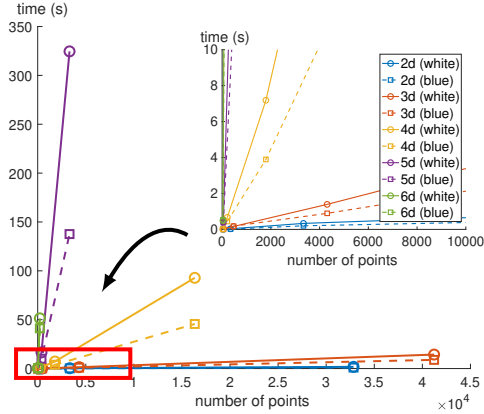 time (s)
350
300
250
200
150
100
50
0
0 0.5 1 1.5 2 2.5 3 3.5 4 4.5
number of points
×10⁴
time (s)
10
8
6
4
2
0
0 2000 4000 6000 8000 10000
number of points
2d (white)
2d (blue)
3d (white)
3d (blue)
4d (white)
4d (blue)
5d (white)
5d (blue)
6d (white)
6d (blue)